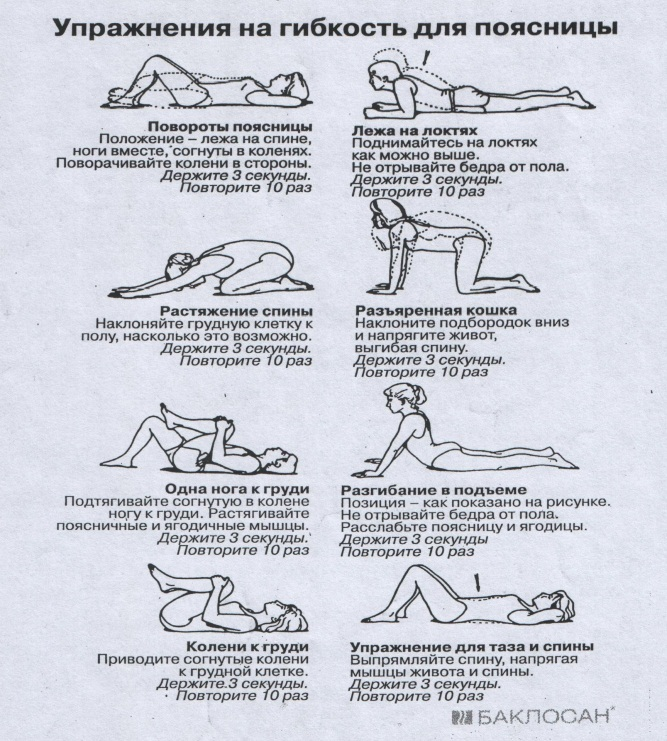 Упражнения на гибкость для поясницы
Повороты поясницы
Положение – лежа на спине,
ноги вместе, согнуты в коленях.
Поворачивайте колени в стороны.
Держите 3 секунды.
Повторите 10 раз
Лежа на локтях
Поднимайтесь на локтях
как можно выше.
Не отрывайте бедра от пола.
Держите 3 секунды.
Повторите 10 раз
Растяжение спины
Наклоняйте грудную клетку к
полу, насколько это возможно.
Держите 3 секунды.
Повторите 10 раз
Разъяренная кошка
Наклоните подбородок вниз
и напрягите живот,
выгибая спину.
Держите 3 секунды.
Повторите 10 раз
Одна нога к груди
Подтягивайте согнутую в колене
ногу к груди. Растягивайте
поясничные и ягодичные мышцы.
Держите 3 секунды.
Повторите 10 раз
Разгибание в подъеме
Позиция – как показано на рисунке.
Не отрывайте бедра от пола.
Расслабьте поясницу и ягодицы.
Держите 3 секунды
Повторите 10 раз
Колени к груди
Приводите согнутые колени
к грудной клетке.
Держите.3 секунды.
Повторите 10 раз
Упражнение для таза и спины
Выпрямляйте спину, напрягая
мышцы живота и спины.
Держите 3 секунды.
Повторите 10 раз
БАКЛОСАН*